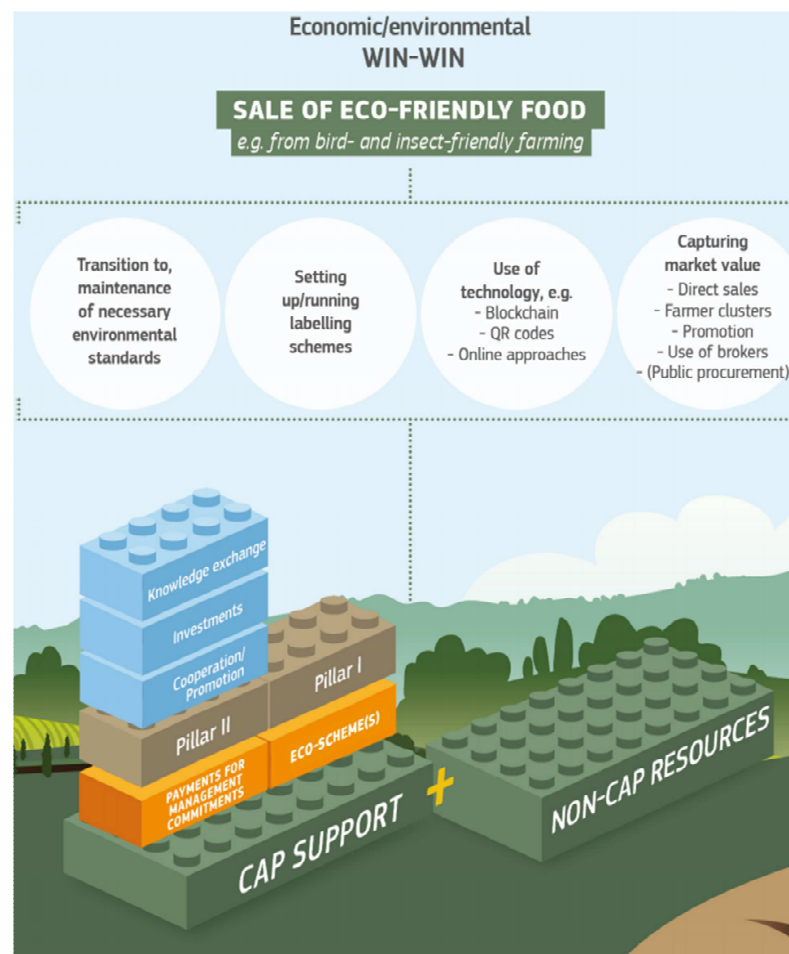 Economic/environmental
WIN-WIN
SALE OF ECO-FRIENDLY FOOD
e.g. from bird- and insect-friendly farming
Transition to,
maintenance
of necessary
environmental
standards
Setting
up/running
labelling
schemes
Use of
technology, e.g.
- Blockchain
- QR codes
- Online approaches
Capturing
market value
- Direct sales
- Farmer clusters
- Promotion
- Use of brokers
- (Public procurement)
Knowledge exchange
Investments
Cooperation/
Promotion
Pillar II
Pillar I
PAYMENTS FOR
MANAGEMENT
COMMITMENTS
ECO-SCHEME(S)
CAP SUPPORT
+
NON-CAP RESOURCES